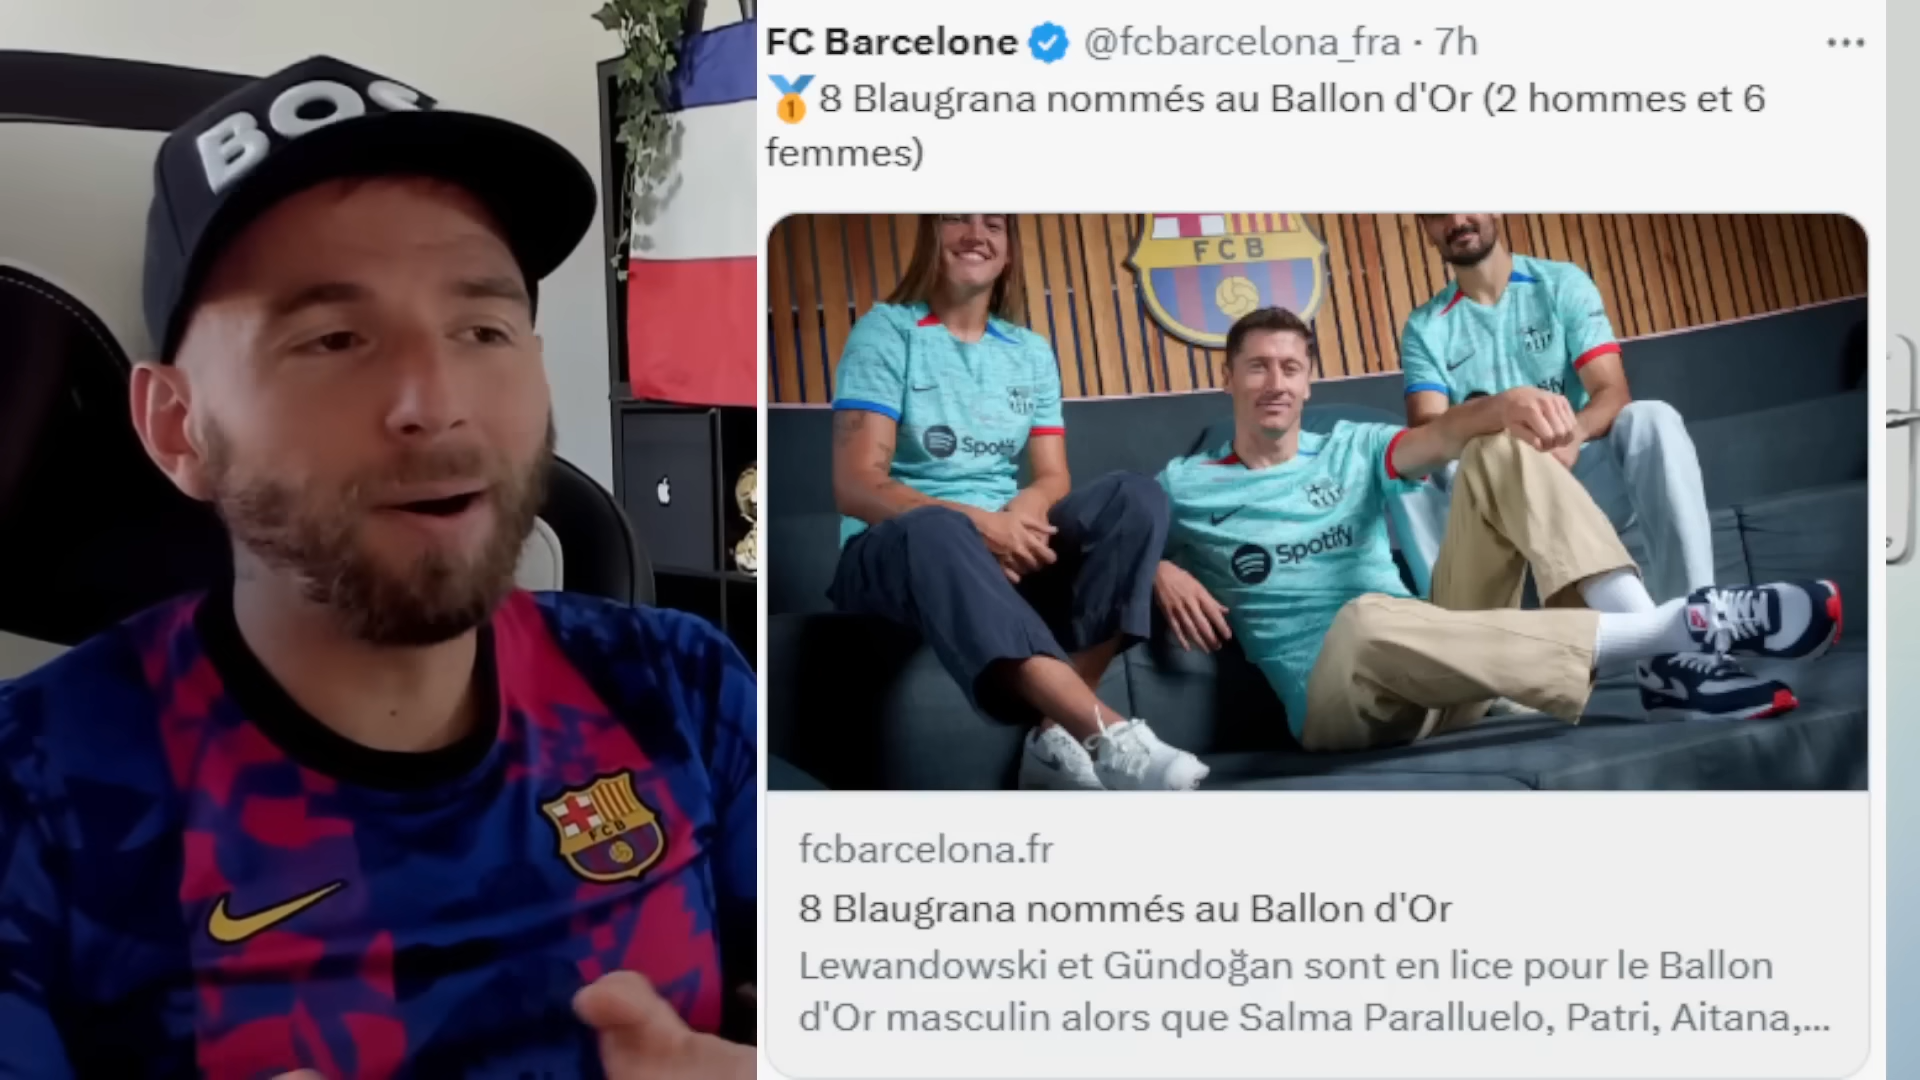 BOS
FC Barcelone @fcbarcelona_fra · 7h
🥇8 Blaugrana nommés au Ballon d'Or (2 hommes et 6
femmes)
FCB
Spotify
Spotify
FCB
fcbarcelona.fr
8 Blaugrana nommés au Ballon d'Or
Lewandowski et Gündoğan sont en lice pour le Ballon
d'Or masculin alors que Salma Paralluelo, Patri, Aitana,...